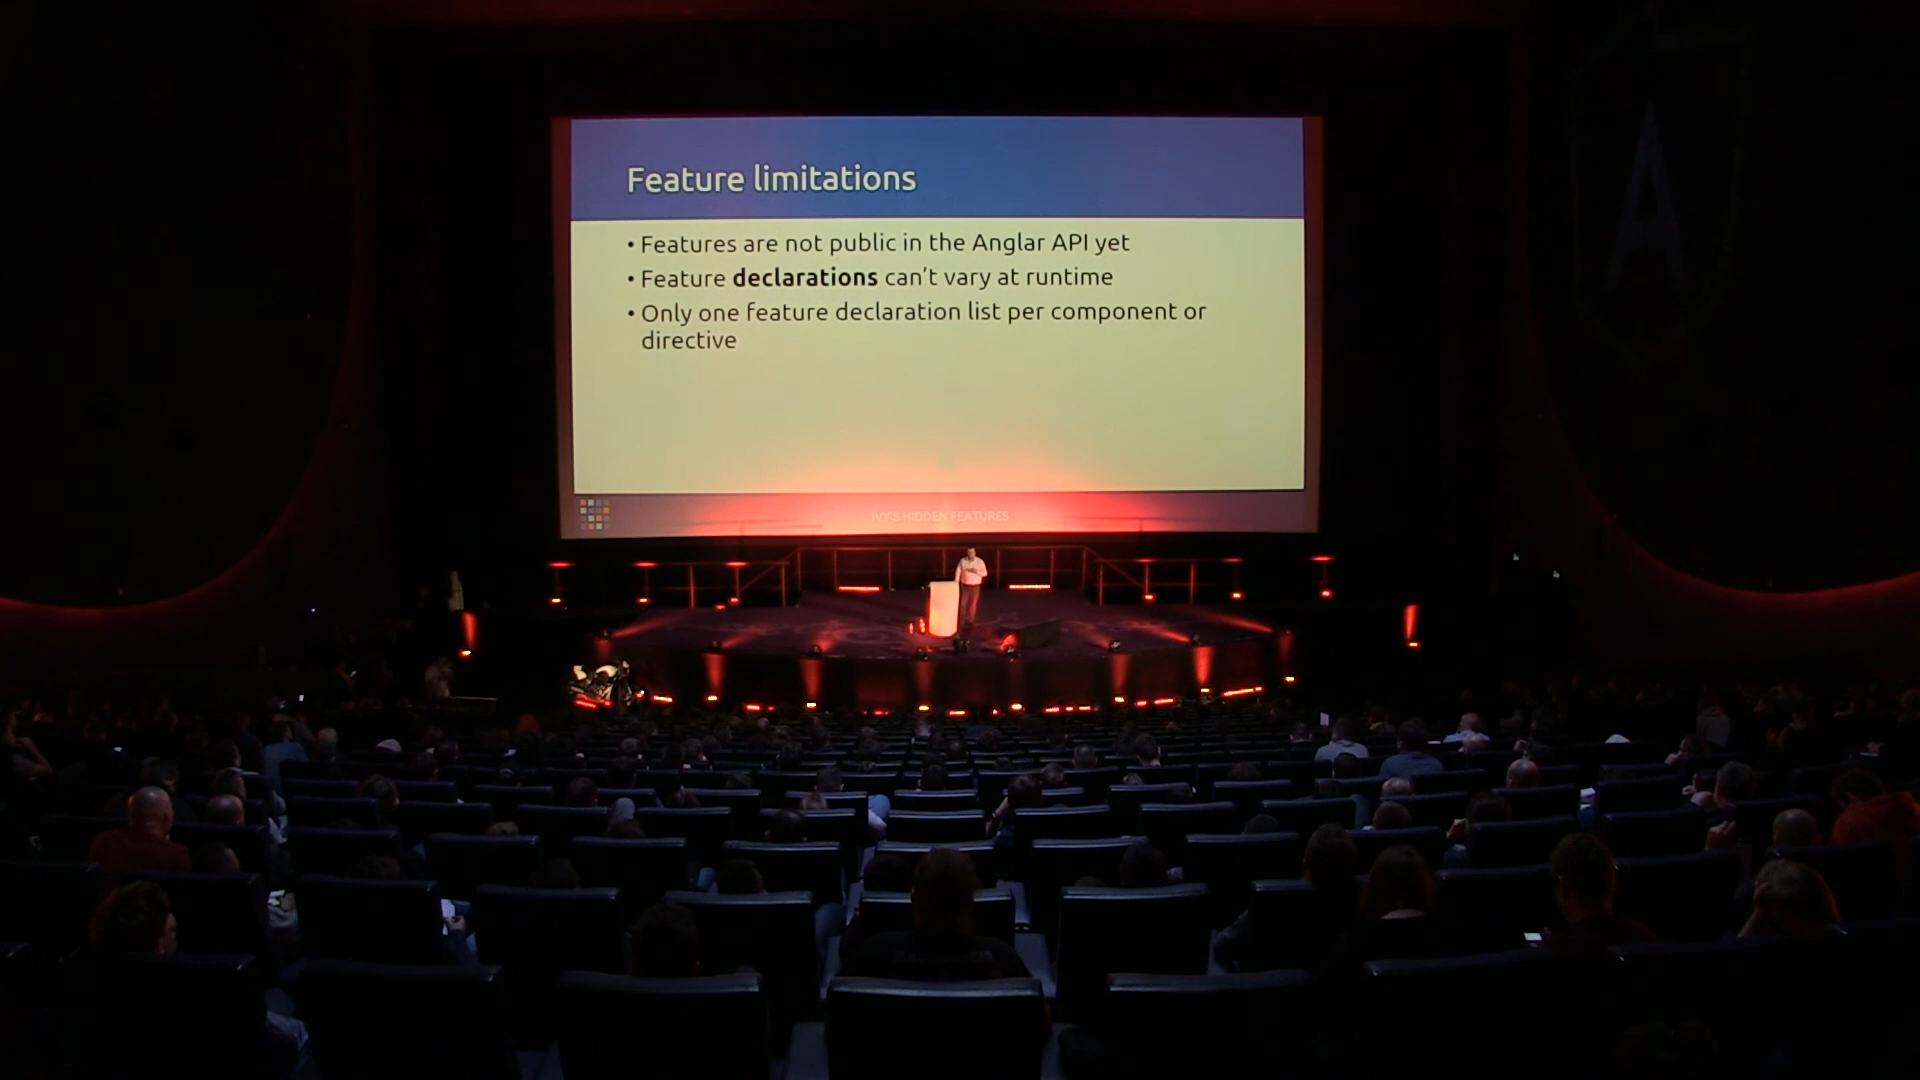 Feature limitations
• Features are not public in the Anglar API yet
• Feature declarations can't vary at runtime
• Only one feature declaration list per component or
directive
IVY'S HIDDEN FEATURES
A